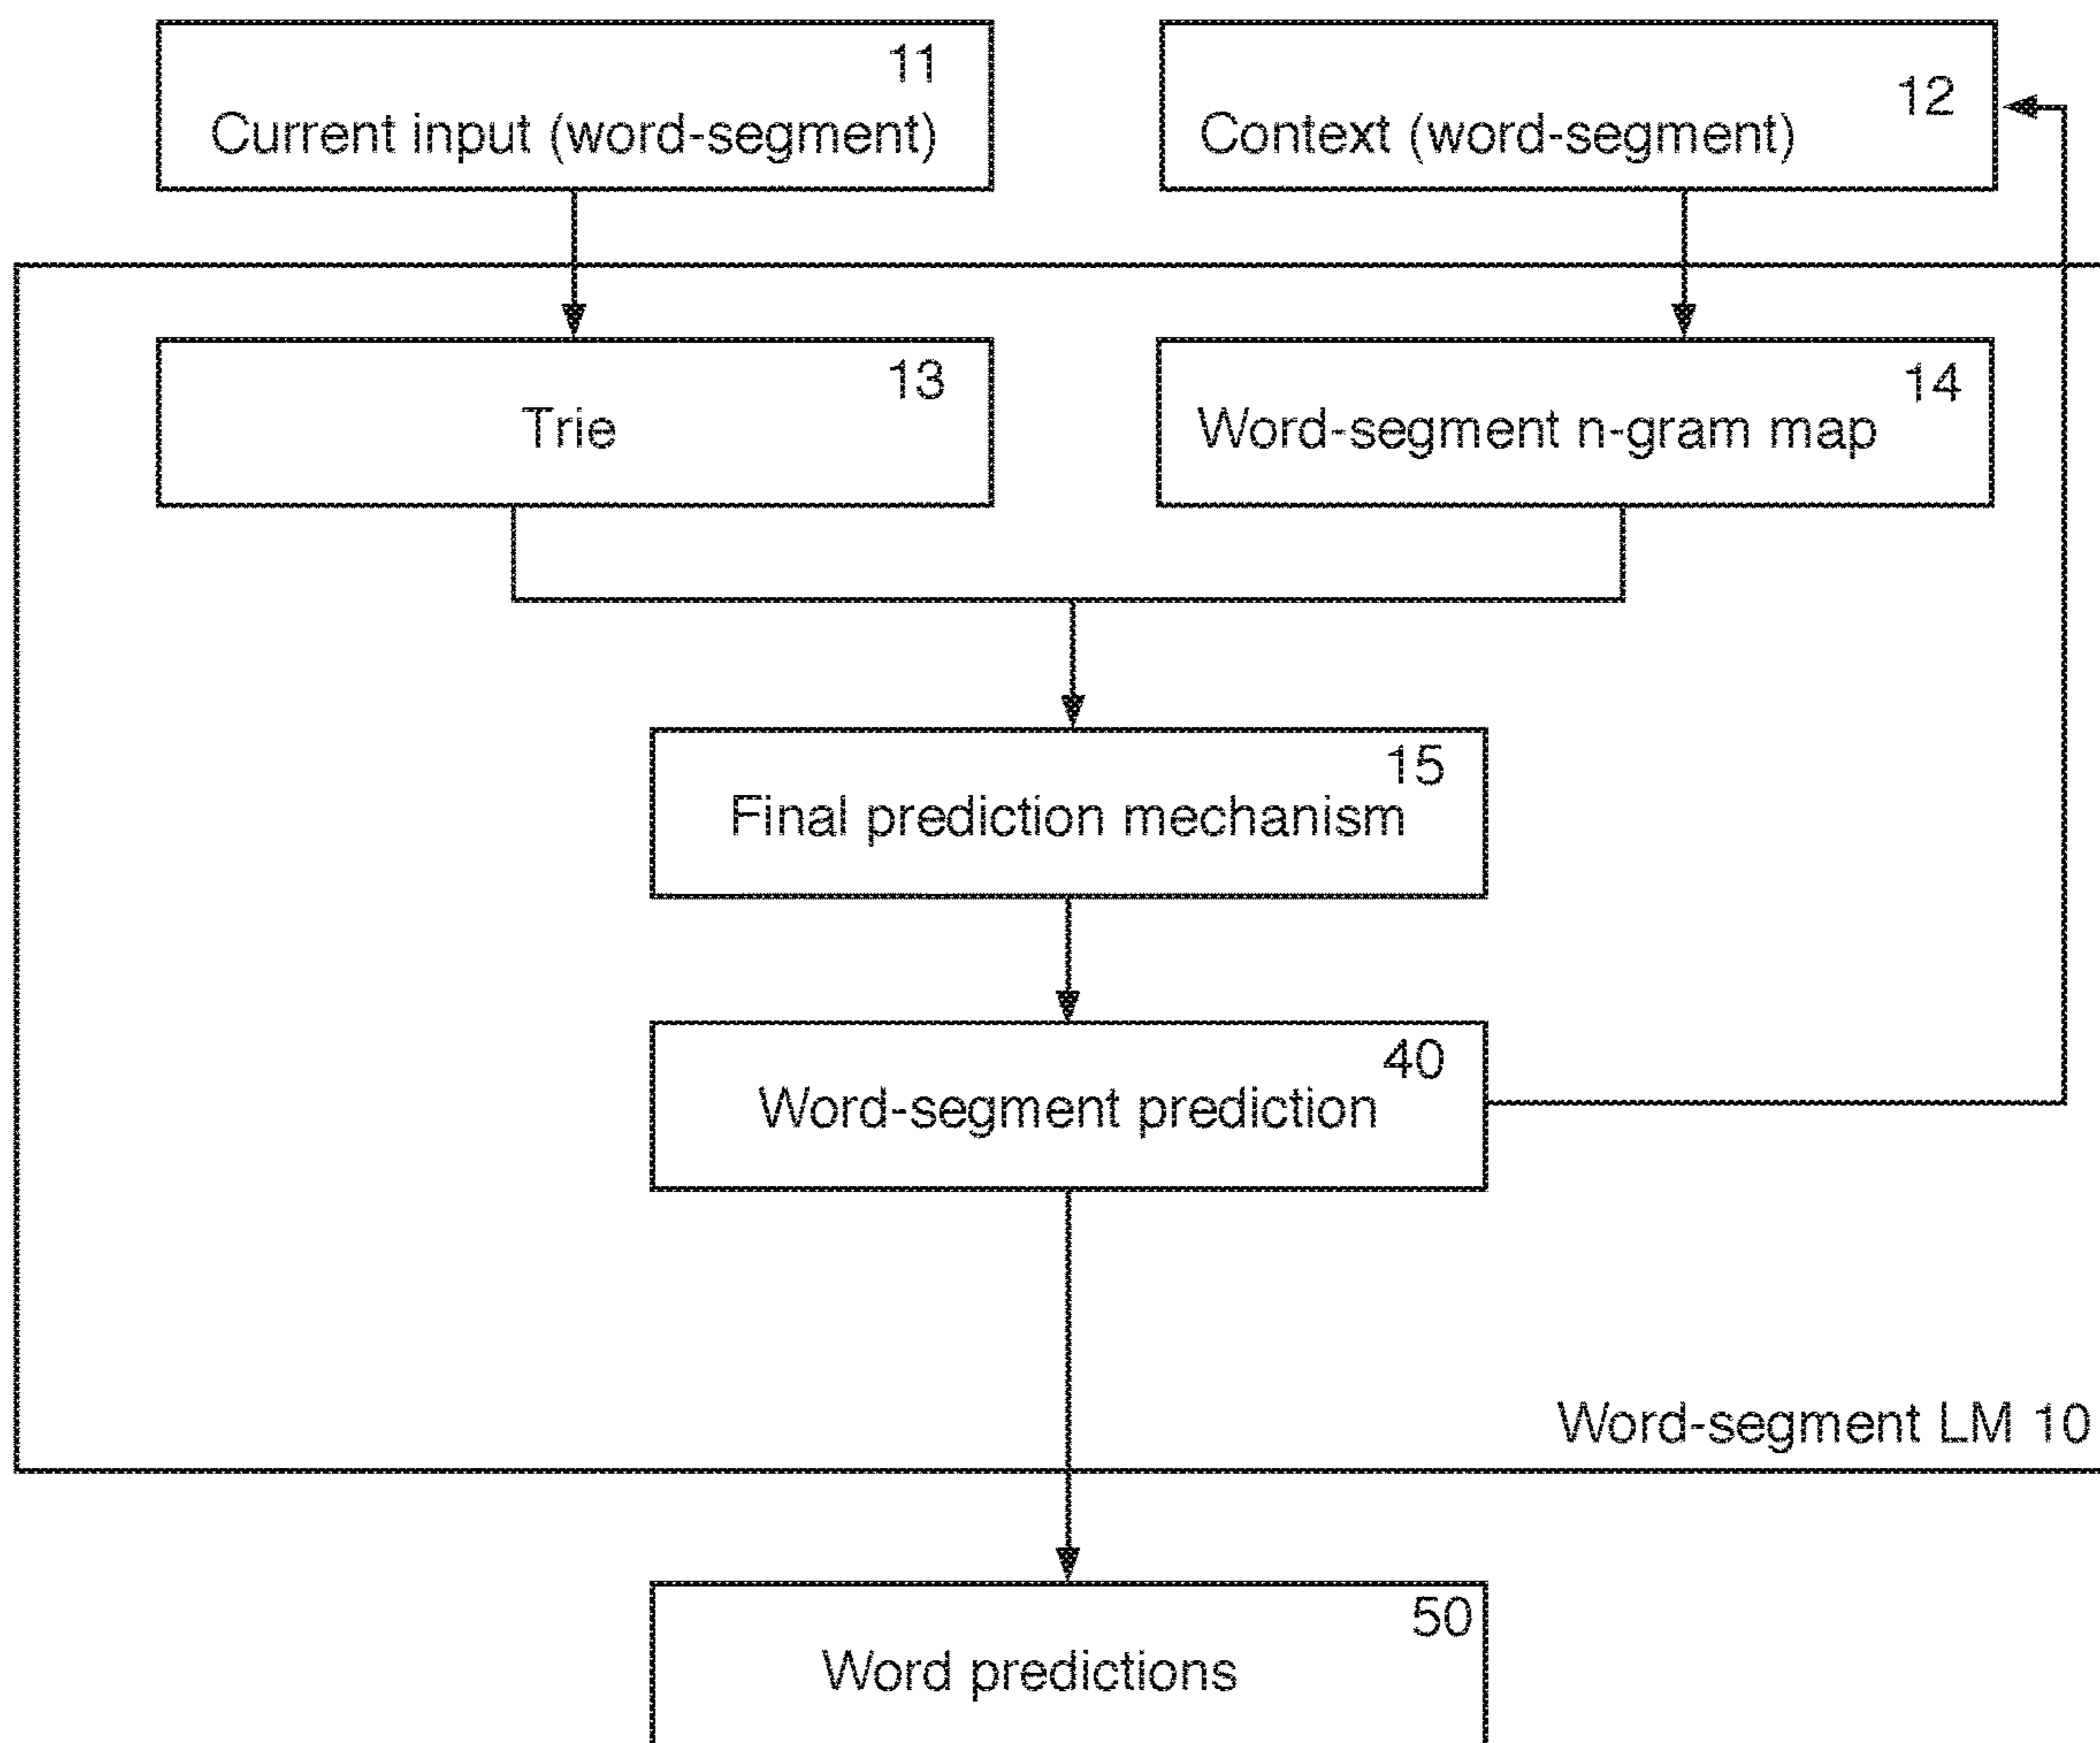 11
Current input (word-segment)
12
Context (word-segment)
13
Trie
14
Word-segment n-gram map
15
Final prediction mechanism
40
Word-segment prediction
Word-segment LM 10
50
Word predictions